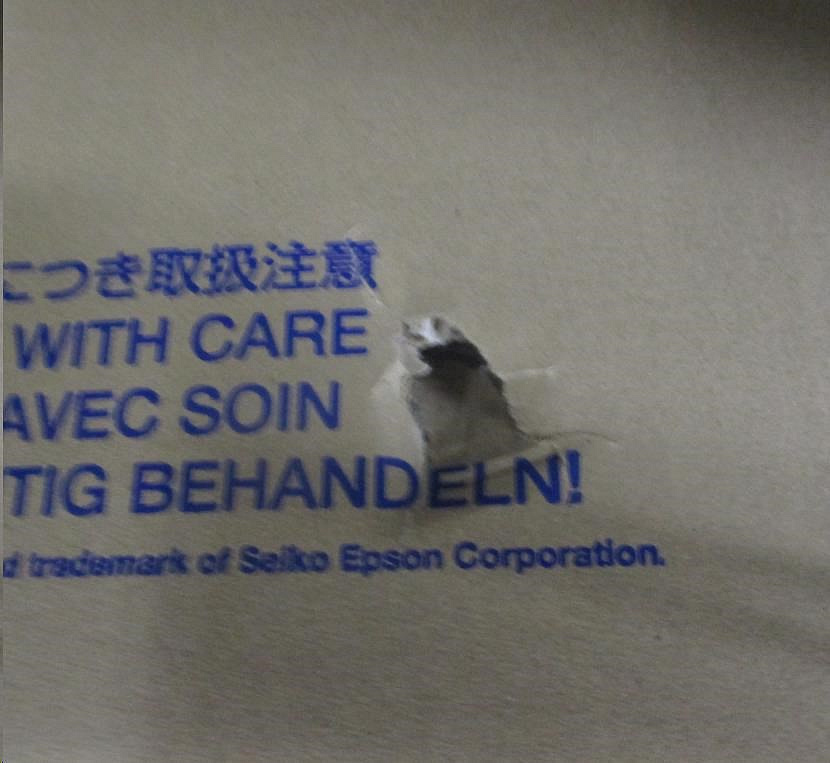 につき取扱注意
WITH CARE
AVEC SOIN
TIG BEHANDELN!
d trademark of Seiko Epson Corporation.